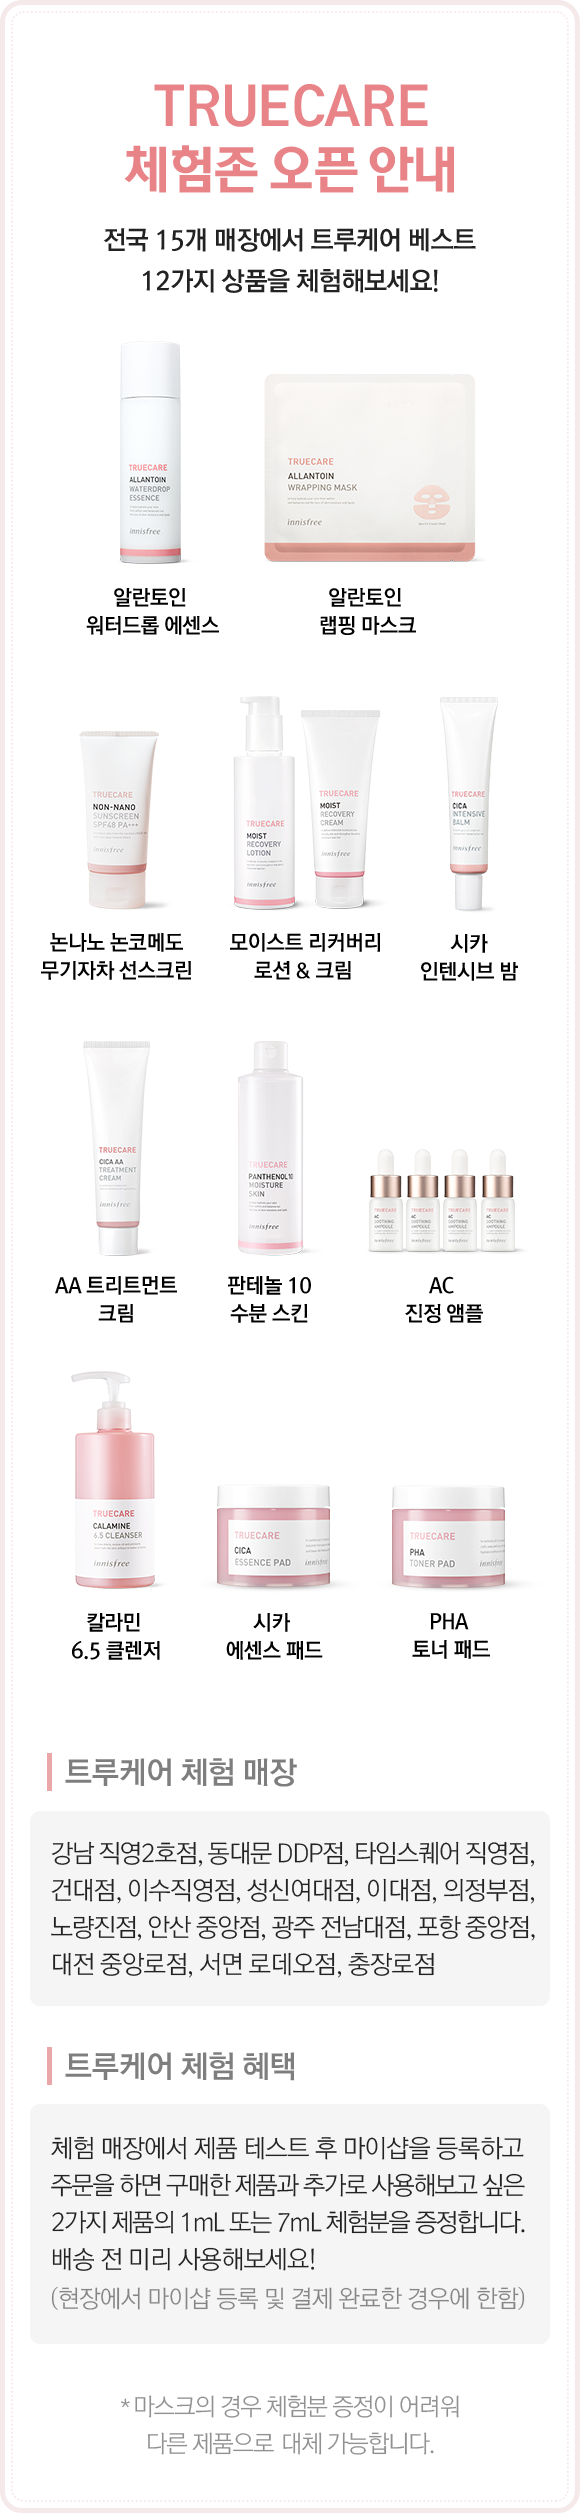 TRUECARE
체험존 오픈 안내
전국 15개 매장에서 트루케어 베스트
12가지 상품을 체험해보세요!
TRUECARE
ALLANTOIN
WATERDROP
ESSENCE
innisfree
TRUECARE
ALLANTOIN
WRAPPING MASK
innisfree
알란토인
워터드롭 에센스
알란토인
랩핑 마스크
TRUECARE
NON-NANO
SUNSCREEN
SPF48 PA+++
innisfree
TRUECARE
MOIST
RECOVERY
LOTION
innisfree
TRUECARE
MOIST
RECOVERY
CREAM
innisfree
TRUECARE
CICA
INTENSIVE
BALM
innisfree
논나노 논코메도
무기자차 선스크린
모이스트 리커버리
로션 & 크림
시카
인텐시브 밤
TRUECARE
CICA AA
TREATMENT
CREAM
innisfree
TRUECARE
PANTHENOL10
MOISTURE
SKIN
innisfree
TRUECARE
AC
SOOTHING
AMPOULE
innisfree
TRUECARE
AC
SOOTHING
AMPOULE
innisfree
TRUECARE
AC
SOOTHING
AMPOULE
innisfree
TRUECARE
AC
SOOTHING
AMPOULE
innisfree
AA 트리트먼트
크림
판테놀 10
수분 스킨
AC
진정 앰플
TRUECARE
CALAMINE
6.5 CLEANSER
innisfree
TRUECARE
CICA
ESSENCE PAD
innisfree
TRUECARE
PHA
TONER PAD
innisfree
칼라민
6.5 클렌저
시카
에센스 패드
PHA
토너 패드
트루케어 체험 매장
강남 직영2호점, 동대문 DDP점, 타임스퀘어 직영점,
건대점, 이수직영점, 성신여대점, 이대점, 의정부점,
노량진점, 안산 중앙점, 광주 전남대점, 포항 중앙점,
대전 중앙로점, 서면 로데오점, 충장로점
트루케어 체험 혜택
체험 매장에서 제품 테스트 후 마이샵을 등록하고
주문을 하면 구매한 제품과 추가로 사용해보고 싶은
2가지 제품의 1mL 또는 7mL 체험분을 증정합니다.
배송 전 미리 사용해보세요!
(현장에서 마이샵 등록 및 결제 완료한 경우에 한함)
* 마스크의 경우 체험분 증정이 어려워
다른 제품으로 대체 가능합니다.